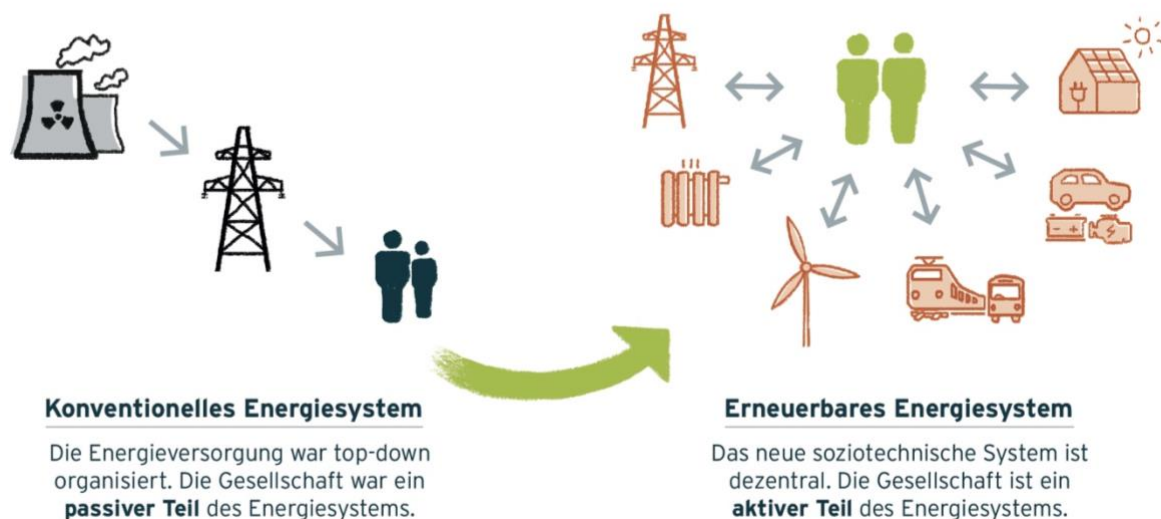 Konventionelles Energiesystem
Die Energieversorgung war top-down
organisiert. Die Gesellschaft war ein
passiver Teil des Energiesystems.
Erneuerbares Energiesystem
Das neue soziotechnische System ist
dezentral. Die Gesellschaft ist ein
aktiver Teil des Energiesystems.